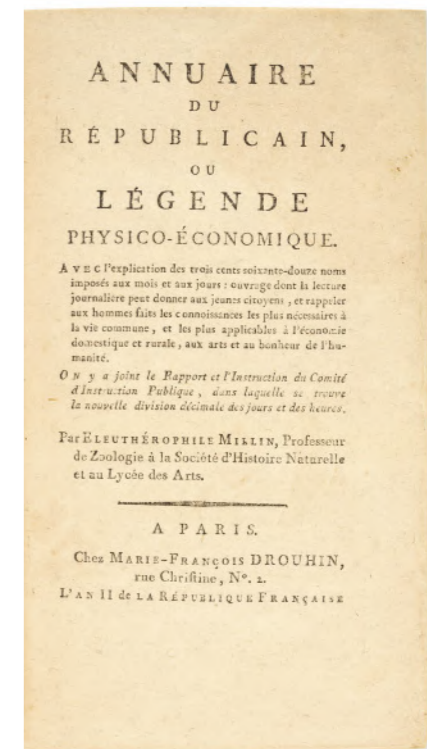 ANNUAIRE
DU
RÉPUBLICAIN,
OU
LÉGENDE
PHYSICO-ÉCONOMIQUE.
AVEC l'explication des trois cents soixante-douze noms
imposés aux mois et aux jours : ouvrage dont la lecture
journalière peut donner aux jeunes citoyens, et rappeler
aux hommes faits les connoissances les plus nécessaires à
la vie commune, et les plus applicables à l'économie
domestique et rurale, aux arts et au bonheur de l'hu-
manité.
ON y a joint le Rapport et l'Instruction du Comité
d'Instruction Publique, dans laquelle se trouve
la nouvelle division décimale des jours et des heures.
Par ÉLEUTHÉROPHILE MILLIN, Professeur
de Zoologie à la Société d'Histoire Naturelle
et au Lycée des Arts.
A PARIS.
Chez MARIE-FRANÇOIS DROUHIN,
rue Christine, Nº. 2.
L'AN II de LA RÉPUBLIQUE FRANÇAISE